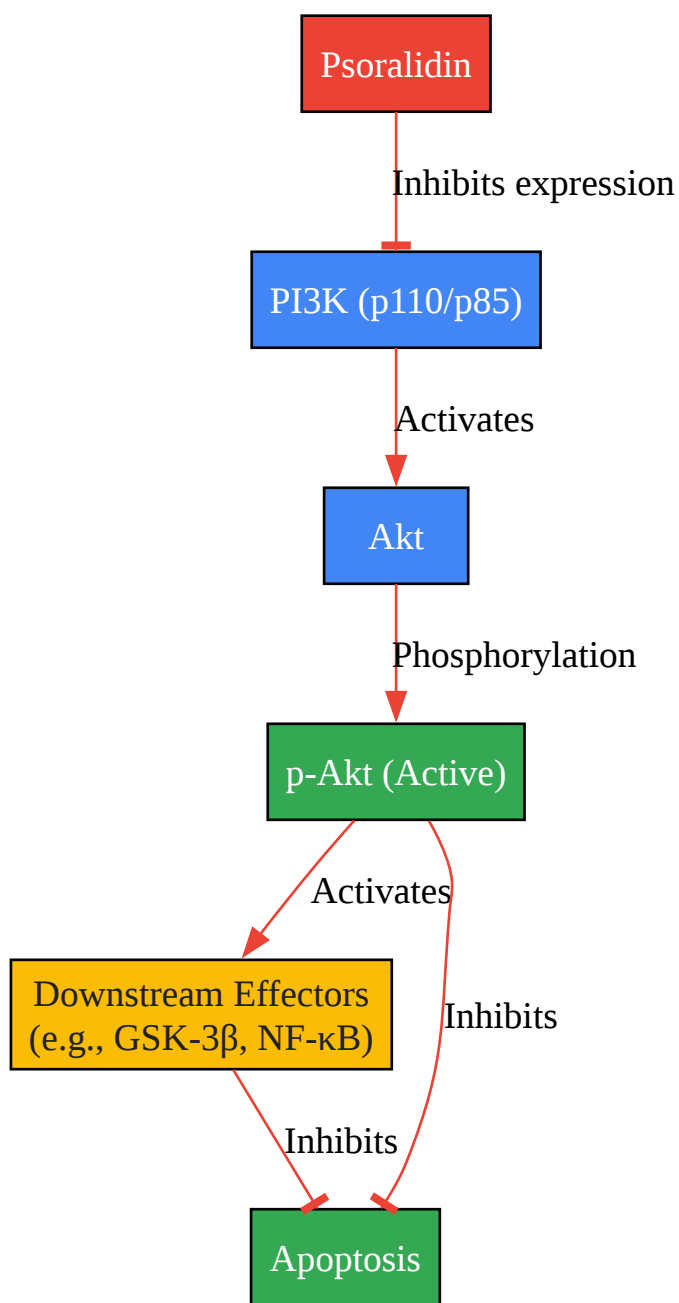 Psoralidin
Inhibits expression
PI3K (p110/p85)
Activates
Akt
Phosphorylation
p-Akt (Active)
Activates
Downstream Effectors
(e.g., GSK-3β, NF-κB)
Inhibits
Inhibits
Apoptosis